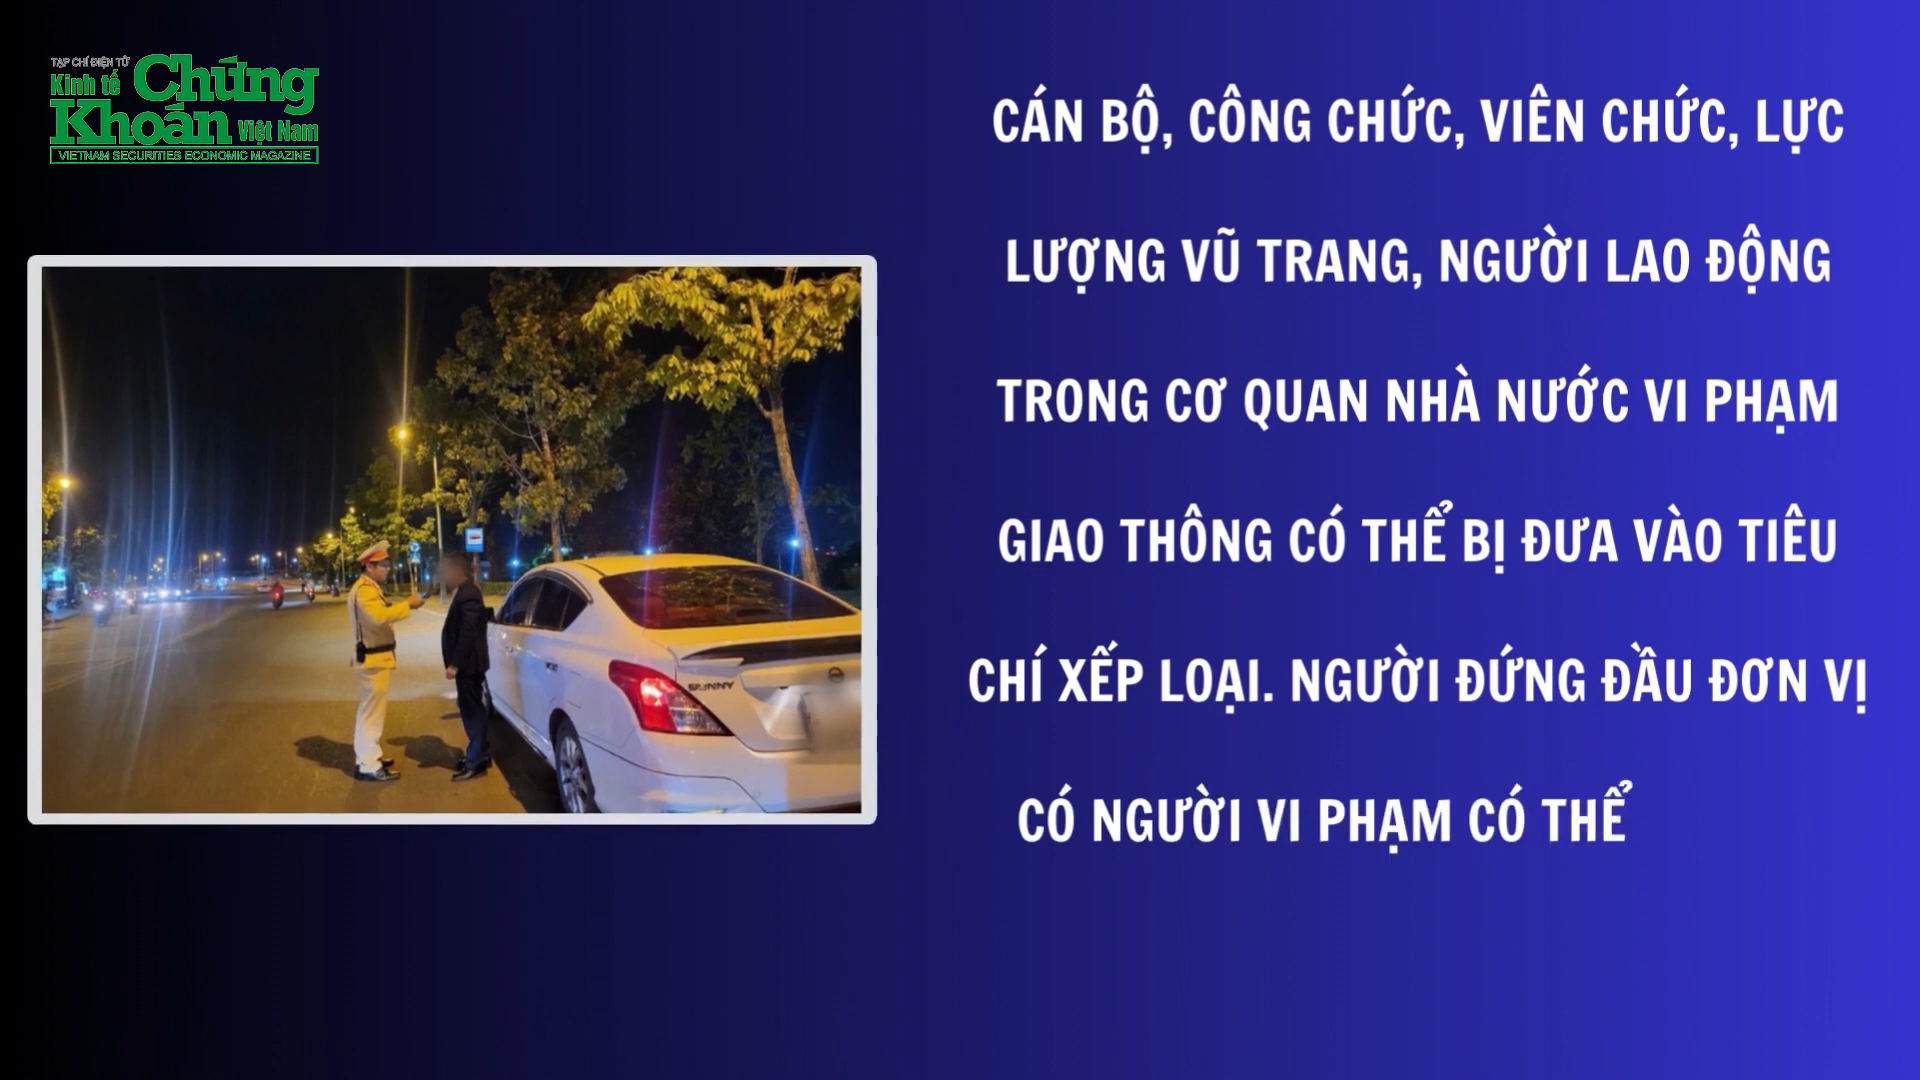 TẠP CHÍ ĐIỆN TỬ
Kinh tế Chứng
Khoán Việt Nam
VIETNAM SECURITIES ECONOMIC MAGAZINE
CÁN BỘ, CÔNG CHỨC, VIÊN CHỨC, LỰC
LƯỢNG VŨ TRANG, NGƯỜI LAO ĐỘNG
TRONG CƠ QUAN NHÀ NƯỚC VI PHẠM
GIAO THÔNG CÓ THỂ BỊ ĐƯA VÀO TIÊU
CHÍ XẾP LOẠI. NGƯỜI ĐỨNG ĐẦU ĐƠN VỊ
CÓ NGƯỜI VI PHẠM CÓ THỂ
SUNNY